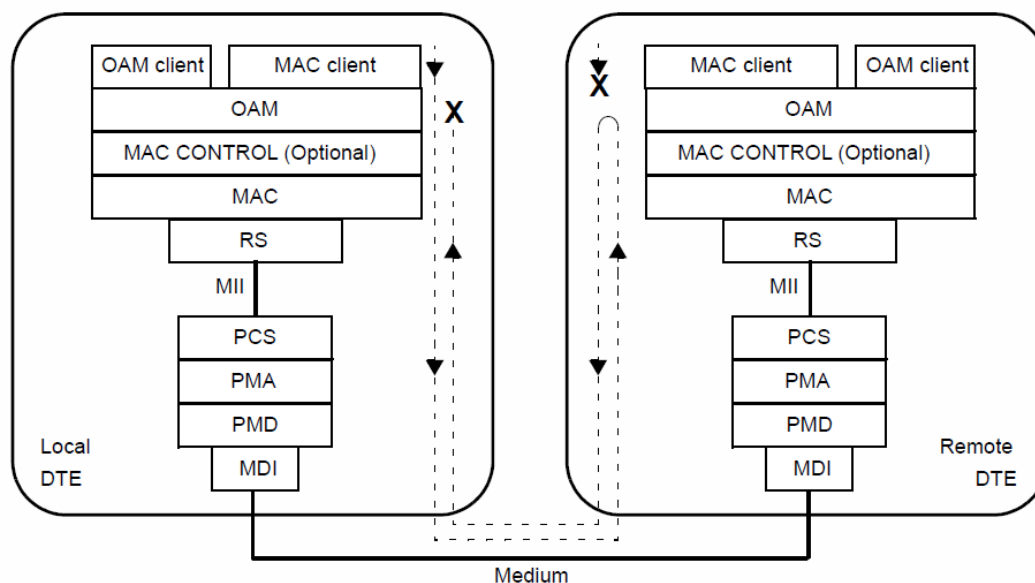 OAM client
MAC client
OAM
X
MAC CONTROL (Optional)
MAC
RS
MII
PCS
PMA
PMD
MDI
Local
DTE
MAC client
OAM client
X
OAM
MAC CONTROL (Optional)
MAC
RS
MII
PCS
PMA
PMD
MDI
Remote
DTE
Medium